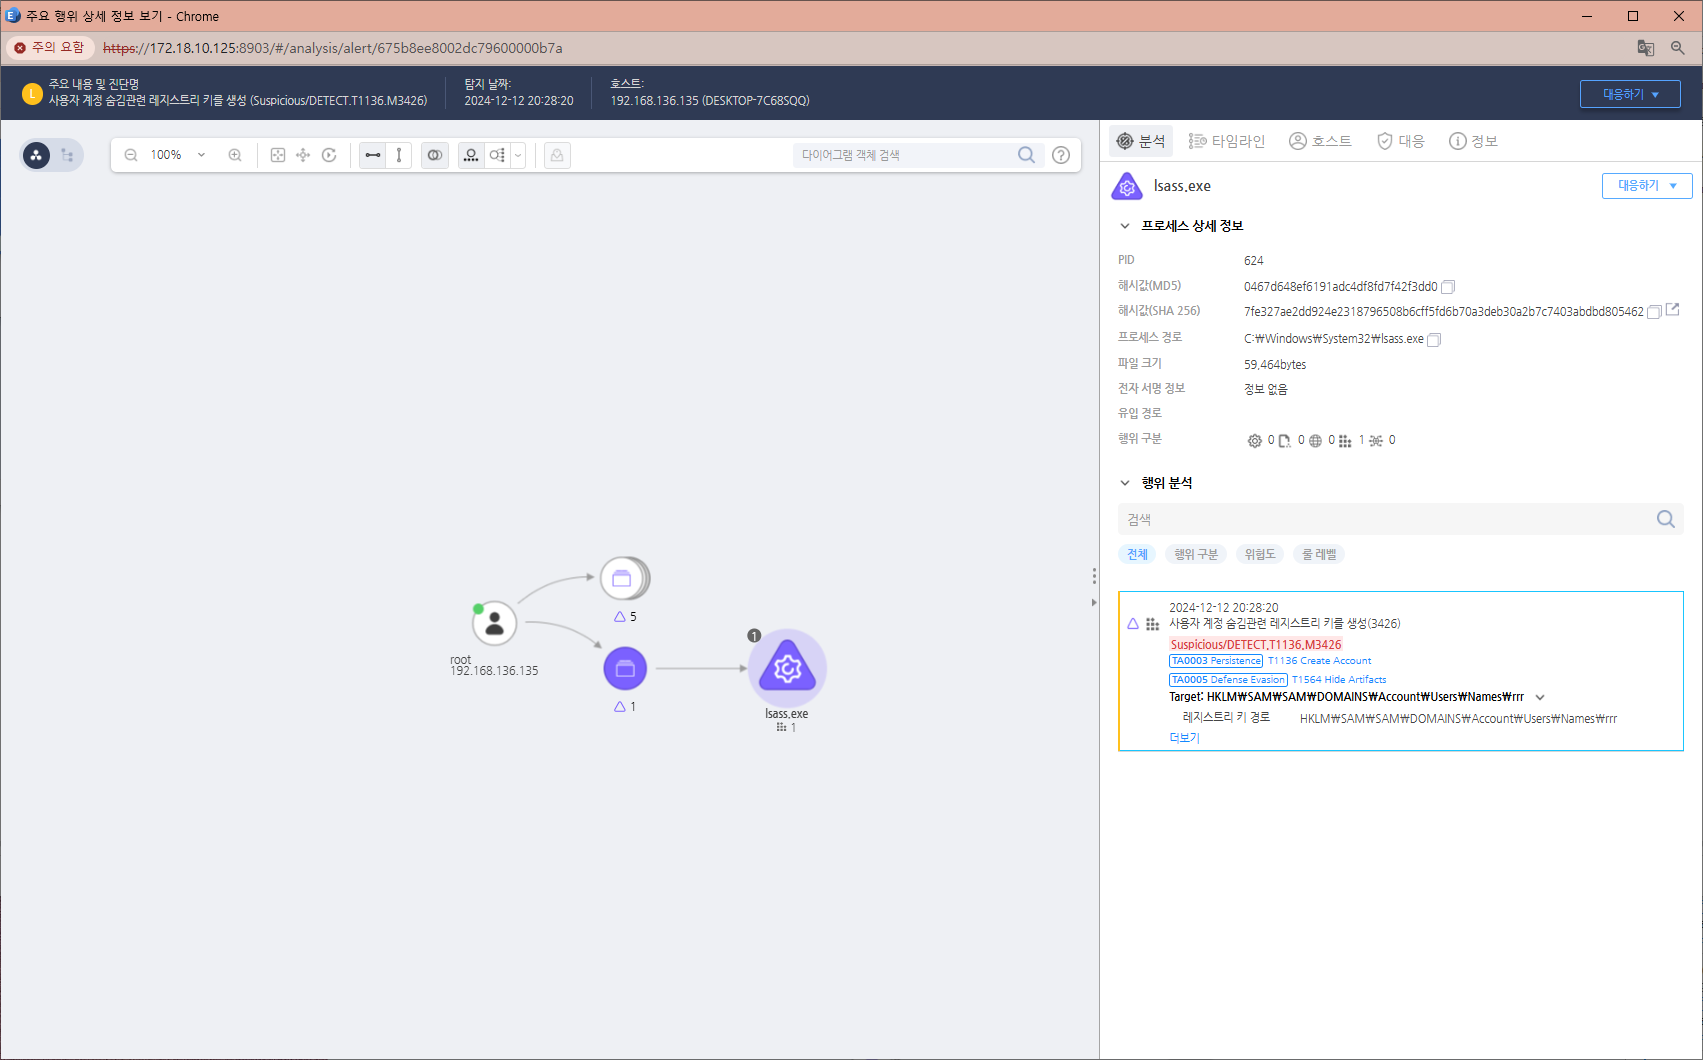 주요 행위 상세 정보 보기 - Chrome
주의 요함
https://172.18.10.125:8903/#/analysis/alert/675b8ee8002dc79600000b7a
L
주요 내용 및 진단명
사용자 계정 숨김관련 레지스트리 키를 생성 (Suspicious/DETECT.T1136.M3426)
탐지 날짜:
2024-12-12 20:28:20
호스트:
192.168.136.135 (DESKTOP-7C68SQQ)
대응하기
100%
다이어그램 객체 검색
분석
타임라인
호스트
대응
정보
lsass.exe
대응하기
프로세스 상세 정보
PID
624
해시값(MD5)
0467d648ef6191adc4df8fd7f42f3dd0
해시값(SHA 256)
7fe327ae2dd924e2318796508b6cff5fd6b70a3deb30a2b7c7403abdbd805462
프로세스 경로
C:₩Windows₩System32₩lsass.exe
파일 크기
59,464bytes
전자 서명 정보
정보 없음
유입 경로
행위 구분
0 0 0 1 0
행위 분석
검색
전체
행위 구분
위험도
룰 레벨
2024-12-12 20:28:20
사용자 계정 숨김관련 레지스트리 키를 생성(3426)
Suspicious/DETECT.T1136.M3426
TA0003 Persistence T1136 Create Account
TA0005 Defense Evasion T1564 Hide Artifacts
Target: HKLM₩SAM₩SAM₩DOMAINS₩Account₩Users₩Names₩rrr
레지스트리 키 경로 HKLM₩SAM₩SAM₩DOMAINS₩Account₩Users₩Names₩rrr
더보기
5
root
192.168.136.135
1
1
lsass.exe
1